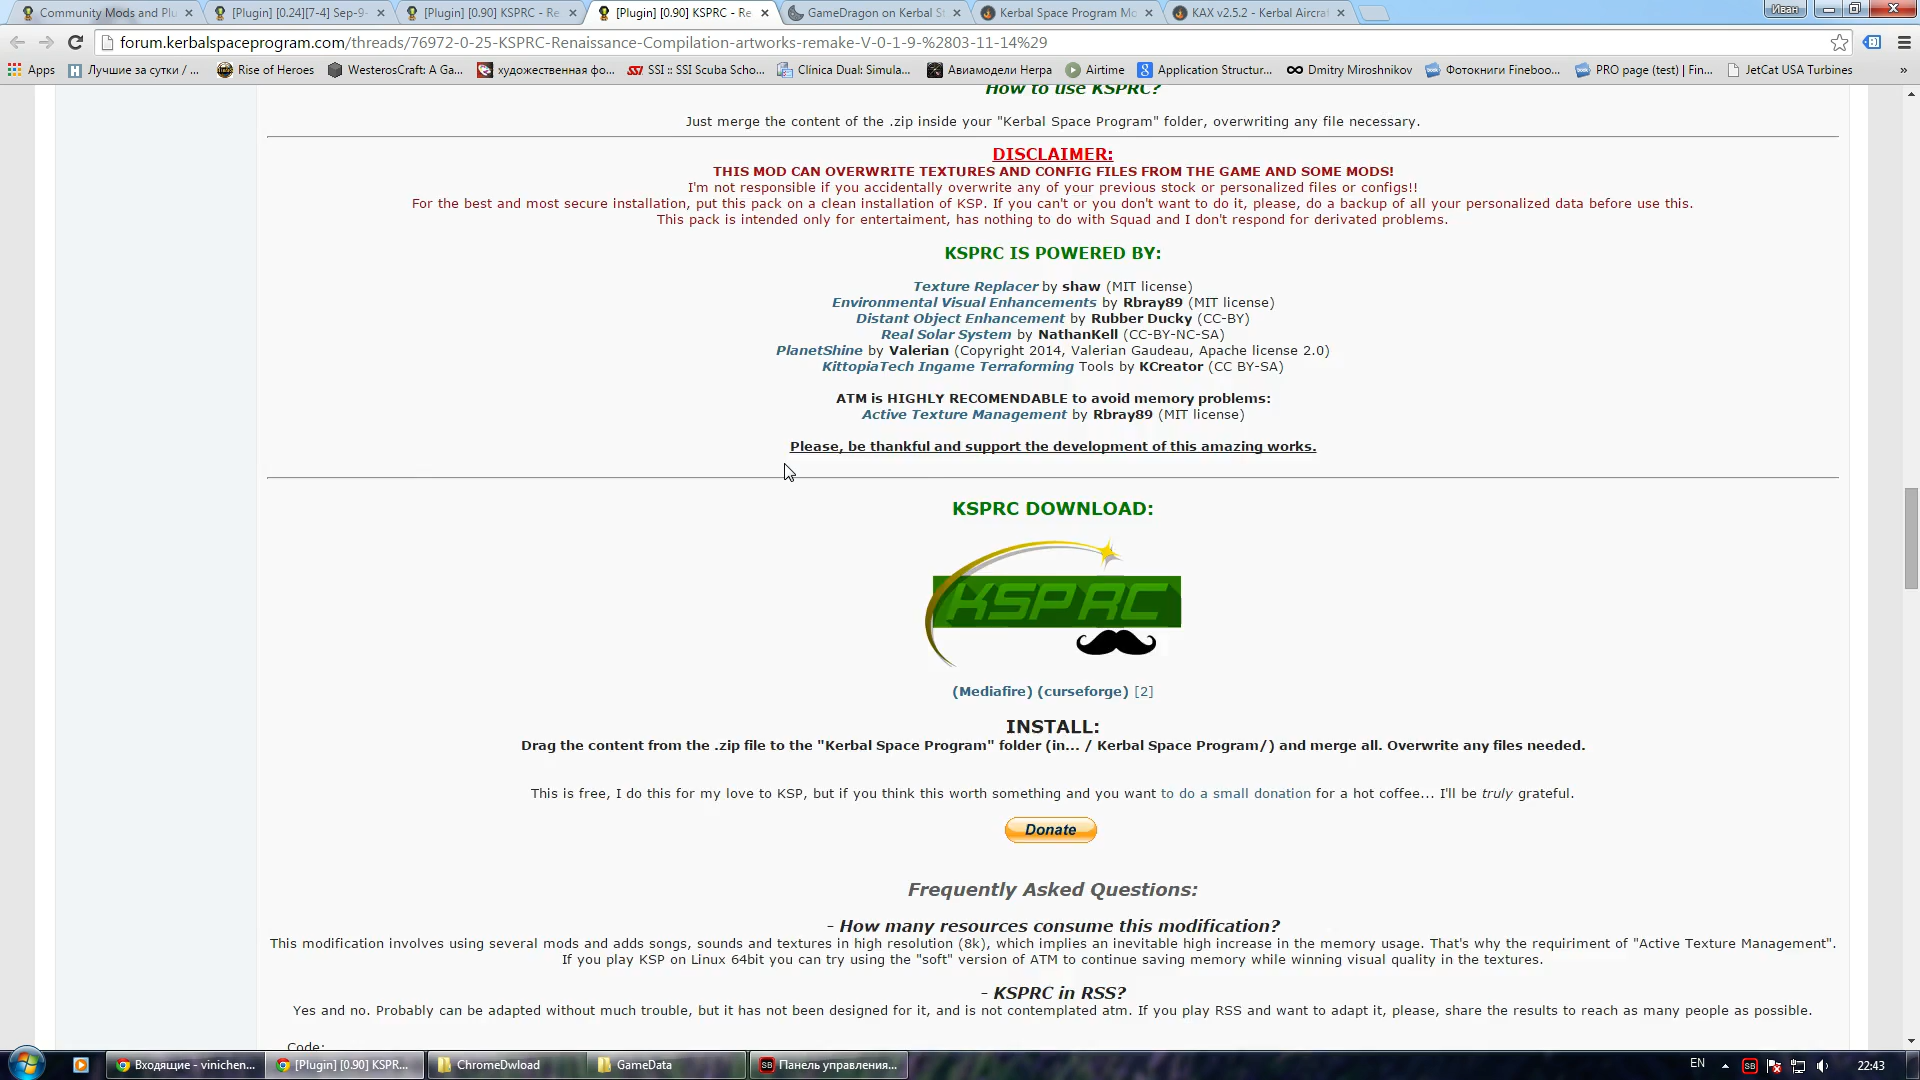 Community Mods and Plu
[Plugin] [0.24][7-4] Sep-9-
[Plugin] [0.90] KSPRC - Re
[Plugin] [0.90] KSPRC - Re
GameDragon on Kerbal St
Kerbal Space Program Mo
KAX v2.5.2 - Kerbal Aircraf
Иван
forum.kerbalspaceprogram.com/threads/76972-0-25-KSPRC-Renaissance-Compilation-artworks-remake-V-0-1-9-%2803-11-14%29
Apps
Лучшие за сутки / ...
Rise of Heroes
WesterosCraft: A Ga...
художественная фо...
SSI :: SSI Scuba Scho...
Clínica Dual: Simula...
Авиамодели Негра
Airtime
Application Structur...
Dmitry Miroshnikov
Фотокниги Fineboo...
PRO page (test) | Fin...
JetCat USA Turbines
»
How to use KSPRC?
Just merge the content of the .zip inside your "Kerbal Space Program" folder, overwriting any file necessary.
DISCLAIMER:
THIS MOD CAN OVERWRITE TEXTURES AND CONFIG FILES FROM THE GAME AND SOME MODS!
I'm not responsible if you accidentally overwrite any of your previous stock or personalized files or configs!!
For the best and most secure installation, put this pack on a clean installation of KSP. If you can't or you don't want to do it, please, do a backup of all your personalized data before use this.
This pack is intended only for entertaiment, has nothing to do with Squad and I don't respond for derivated problems.
KSPRC IS POWERED BY:
Texture Replacer by shaw (MIT license)
Environmental Visual Enhancements by Rbray89 (MIT license)
Distant Object Enhancement by Rubber Ducky (CC-BY)
Real Solar System by NathanKell (CC-BY-NC-SA)
PlanetShine by Valerian (Copyright 2014, Valerian Gaudeau, Apache license 2.0)
KittopiaTech Ingame Terraforming Tools by KCreator (CC BY-SA)
ATM is HIGHLY RECOMENDABLE to avoid memory problems:
Active Texture Management by Rbray89 (MIT license)
Please, be thankful and support the development of this amazing works.
KSPRC DOWNLOAD:
KSPRC
(Mediafire) (curseforge) [2]
INSTALL:
Drag the content from the .zip file to the "Kerbal Space Program" folder (in... / Kerbal Space Program/) and merge all. Overwrite any files needed.
This is free, I do this for my love to KSP, but if you think this worth something and you want to do a small donation for a hot coffee... I'll be truly grateful.
Donate
Frequently Asked Questions:
- How many resources consume this modification?
This modification involves using several mods and adds songs, sounds and textures in high resolution (8k), which implies an inevitable high increase in the memory usage. That's why the requiriment of "Active Texture Management".
If you play KSP on Linux 64bit you can try using the "soft" version of ATM to continue saving memory while winning visual quality in the textures.
- KSPRC in RSS?
Yes and no. Probably can be adapted without much trouble, but it has not been designed for it, and is not contemplated atm. If you play RSS and want to adapt it, please, share the results to reach as many people as possible.
Code:
Входящие - vinichen...
[Plugin] [0.90] KSPR...
ChromeDwload
GameData
SB
Панель управления...
EN
SB
22:43